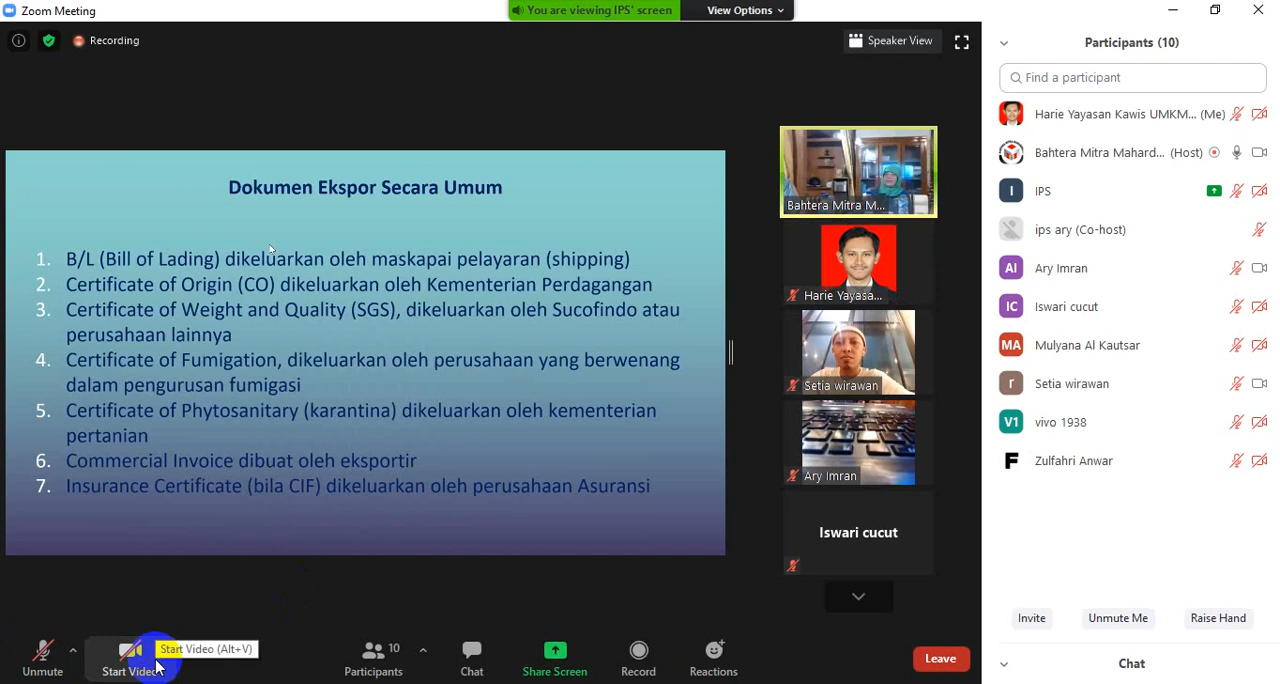 Zoom Meeting
You are viewing IPS' screen
View Options
Recording
Speaker View
Dokumen Ekspor Secara Umum
1. B/L (Bill of Lading) dikeluarkan oleh maskapai pelayaran (shipping)
2. Certificate of Origin (CO) dikeluarkan oleh Kementerian Perdagangan
3. Certificate of Weight and Quality (SGS), dikeluarkan oleh Sucofindo atau
perusahaan lainnya
4. Certificate of Fumigation, dikeluarkan oleh perusahaan yang berwenang
dalam pengurusan fumigasi
5. Certificate of Phytosanitary (karantina) dikeluarkan oleh kementerian
pertanian
6. Commercial Invoice dibuat oleh eksportir
7. Insurance Certificate (bila CIF) dikeluarkan oleh perusahaan Asuransi
Bahtera Mitra M...
Harie Yayasa...
Setia wirawan
Ary Imran
Iswari cucut
Participants (10)
Find a participant
Harie Yayasan Kawis UMKM... (Me)
Bahtera Mitra Mahard... (Host)
I IPS
ips ary (Co-host)
AI Ary Imran
IC Iswari cucut
MA Mulyana Al Kautsar
r Setia wirawan
V1 vivo 1938
Zulfahri Anwar
Invite
Unmute Me
Raise Hand
Chat
Start Video (Alt+V)
Unmute
Start Video
10
Participants
Chat
Share Screen
Record
Reactions
Leave